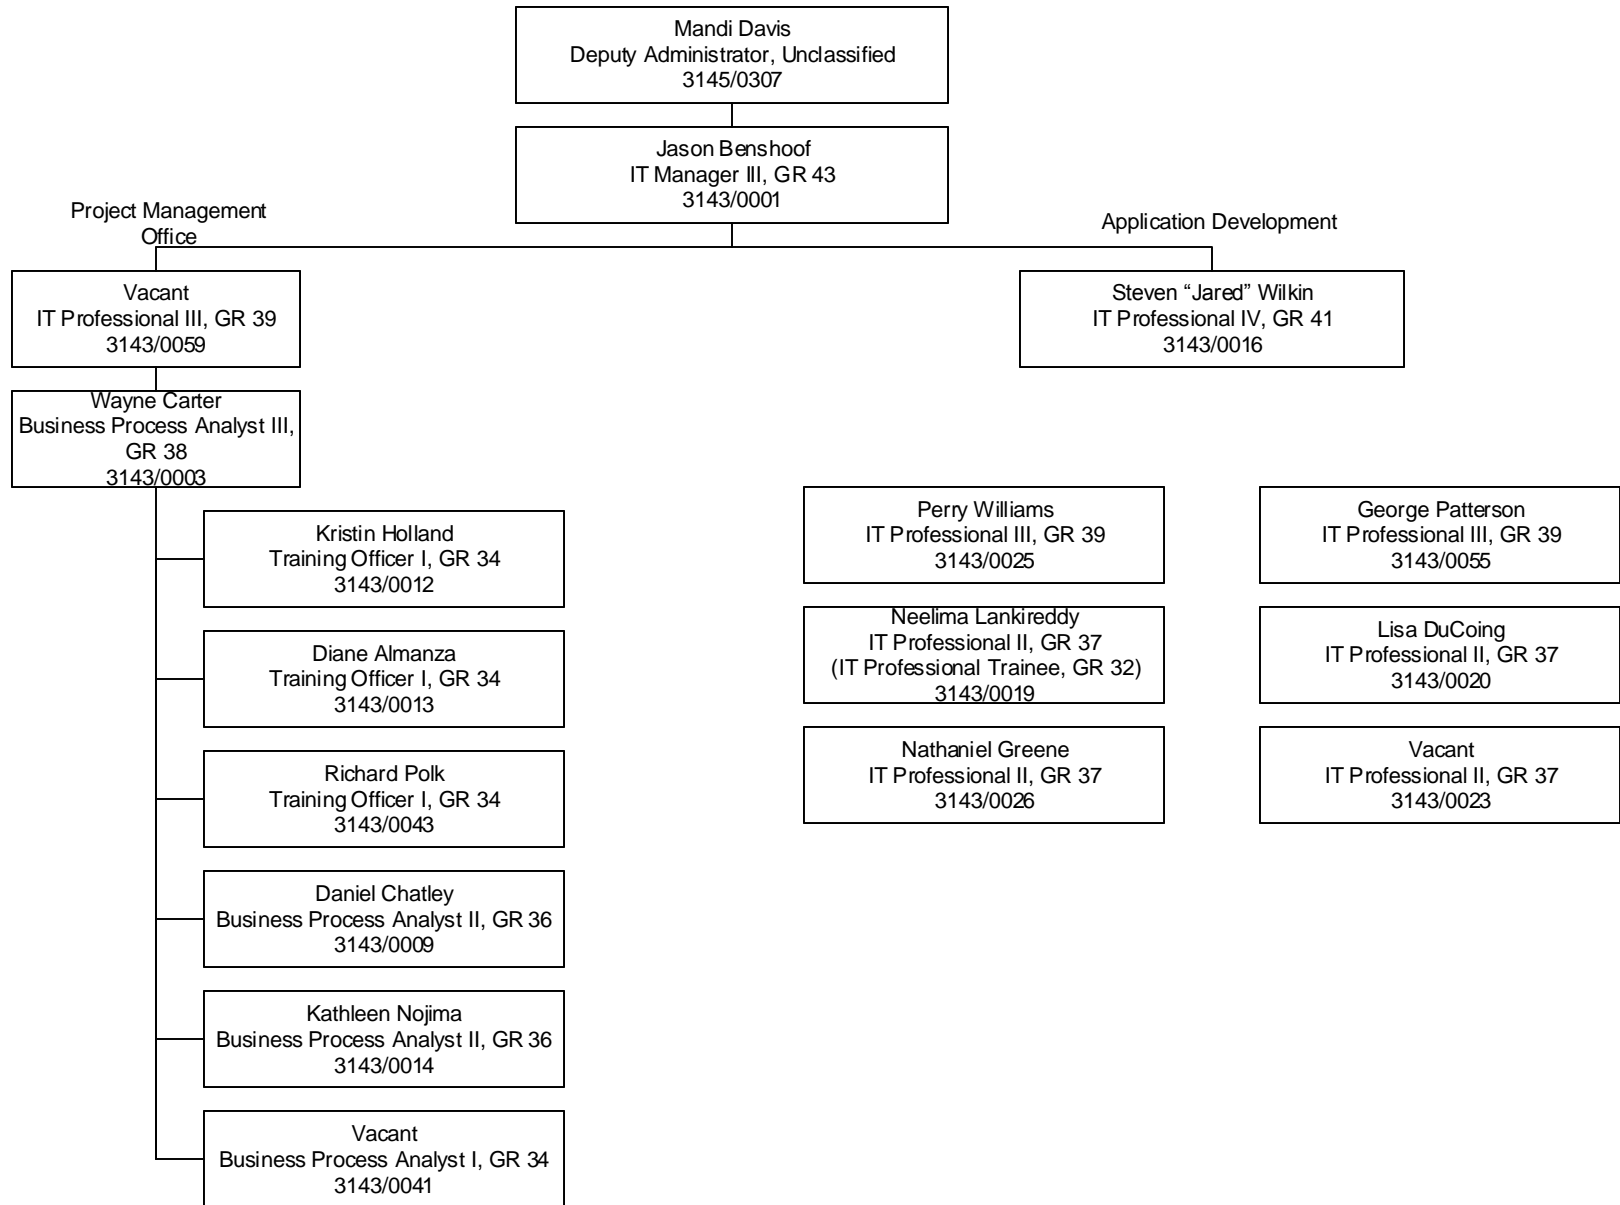 Mandi Davis
Deputy Administrator, Unclassified
3145/0307
Jason Benshoof
IT Manager III, GR 43
3143/0001
Project Management
Office
Application Development
Vacant
IT Professional III, GR 39
3143/0059
Steven “Jared” Wilkin
IT Professional IV, GR 41
3143/0016
Wayne Carter
Business Process Analyst III,
GR 38
3143/0003
Kristin Holland
Training Officer I, GR 34
3143/0012
Diane Almanza
Training Officer I, GR 34
3143/0013
Richard Polk
Training Officer I, GR 34
3143/0043
Daniel Chatley
Business Process Analyst II, GR 36
3143/0009
Kathleen Nojima
Business Process Analyst II, GR 36
3143/0014
Vacant
Business Process Analyst I, GR 34
3143/0041
Perry Williams
IT Professional III, GR 39
3143/0025
Neelima Lankireddy
IT Professional II, GR 37
(IT Professional Trainee, GR 32)
3143/0019
Nathaniel Greene
IT Professional II, GR 37
3143/0026
George Patterson
IT Professional III, GR 39
3143/0055
Lisa DuCoing
IT Professional II, GR 37
3143/0020
Vacant
IT Professional II, GR 37
3143/0023